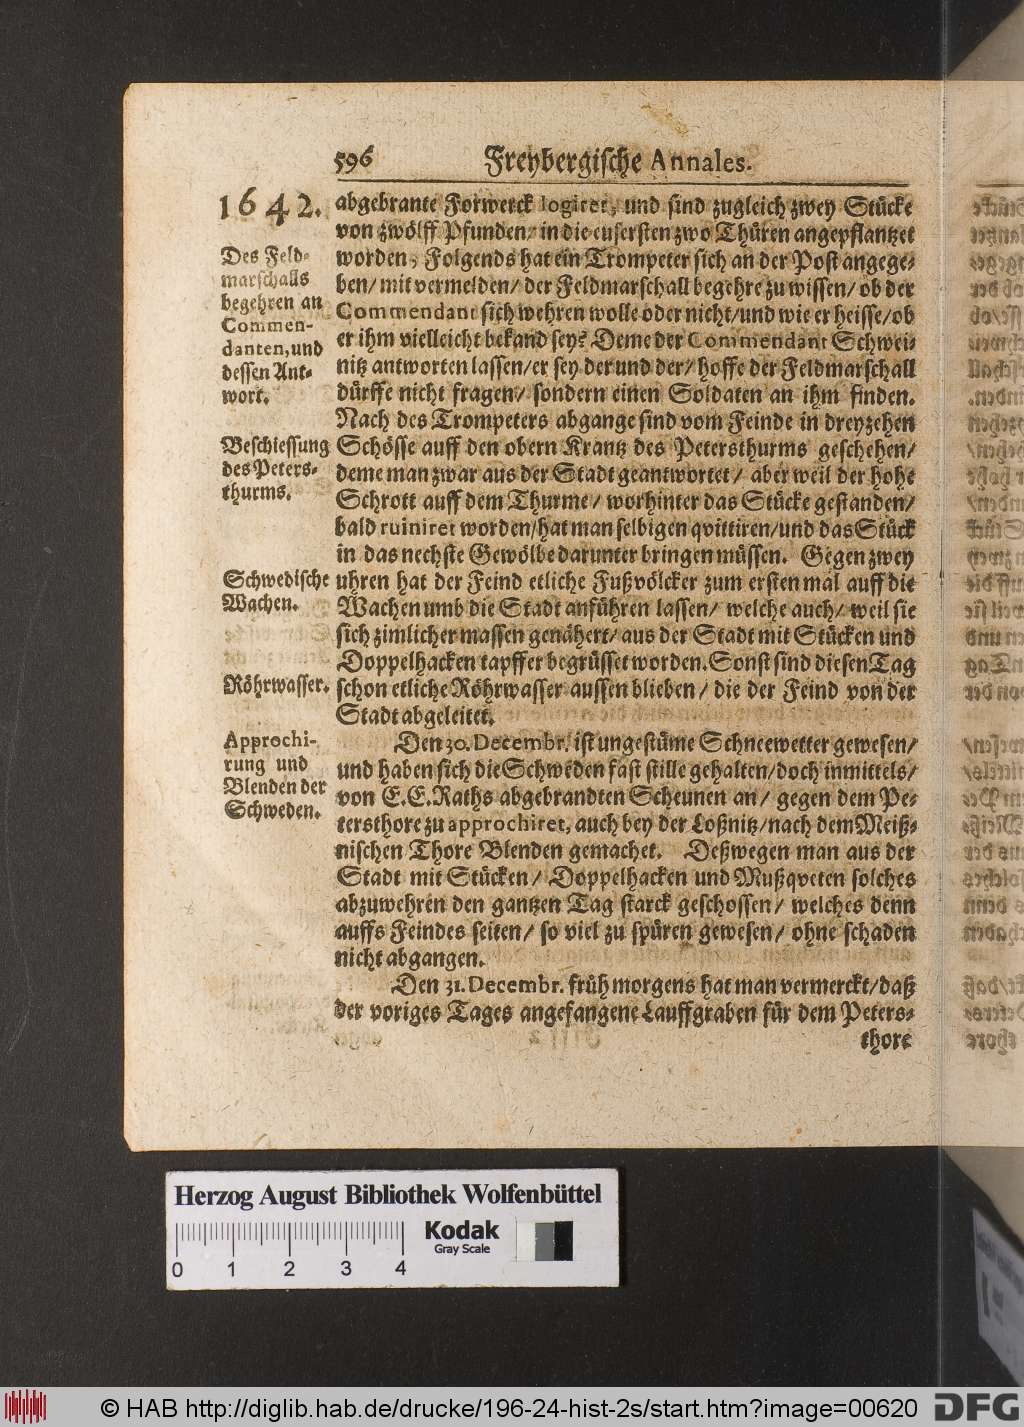 596 Freybergische Annales.
1642.
Des Feld-
marschalls
begehren an
Commen-
danten, und
dessen Ant-
wort.
Beschiessung
des Peters-
thurms.
Schwedische
Wachen.
Röhrwasser.
Approchi-
rung und
Blenden der
Schweden.
abgebrante Forwerck logiret, und sind zugleich zwey Stücke
von zwölff Pfunden/ in die eusersten zwo Thüren angepflantzet
worden, Folgends hat ein Trompeter sich an der Post angege-
ben/ mit vermelden/ der Feldmarschall begehre zu wissen/ ob der
Commendant sich wehren wolle oder nicht/ und wie er heisse/ ob
er ihm vielleicht bekand sey? Deme der Commendant Schwei-
nitz antworten lassen/ er sey der und der/ hoffe der Feldmarschall
dürffe nicht fragen/ sondern einen Soldaten an ihm finden.
Nach des Trompeters abgange sind vom Feinde in dreyzehen
Schösse auff den obern Krantz des Petersthurms geschehen/
deme man zwar aus der Stadt geantwortet/ aber weil der hohe
Schrott auff dem Thurme/ worhinter das Stücke gestanden/
bald ruiniret worden/ hat man selbigen qvittiren/ und das Stück
in das nechste Gewölbe darunter bringen müssen. Gegen zwey
uhren hat der Feind etliche Fußvölcker zum ersten mal auff die
Wachen umb die Stadt anführen lassen/ welche auch/ weil sie
sich zimlicher massen genähert/ aus der Stadt mit Stücken und
Doppelhacken tapffer begrüsset worden. Sonst sind diesen Tag
schon etliche Röhrwasser aussen blieben/ die der Feind von der
Stadt abgeleitet.
Den 30. Decembr. ist ungestüme Schneewetter gewesen/
und haben sich die Schweden fast stille gehalten/ doch inmittels/
von E. E. Raths abgebrandten Scheunen an/ gegen dem Pe-
tersthore zu approchiret, auch bey der Loßnitz/ nach dem Meiß-
nischen Thore Blenden gemachet. Deßwegen man aus der
Stadt mit Stücken/ Doppelhacken und Mußqveten solches
abzuwehren den gantzen Tag starck geschossen/ welches denn
auffs Feindes seiten/ so viel zu spüren gewesen/ ohne schaden
nicht abgangen.
Den 31. Decembr. früh morgens hat man vermerckt/ daß
der voriges Tages angefangene Lauffgraben für dem Peters-
thore
Herzog August Bibliothek Wolfenbüttel
Kodak
Gray Scale
0 1 2 3 4
© HAB http://diglib.hab.de/drucke/196-24-hist-2s/start.htm?image=00620
DFG